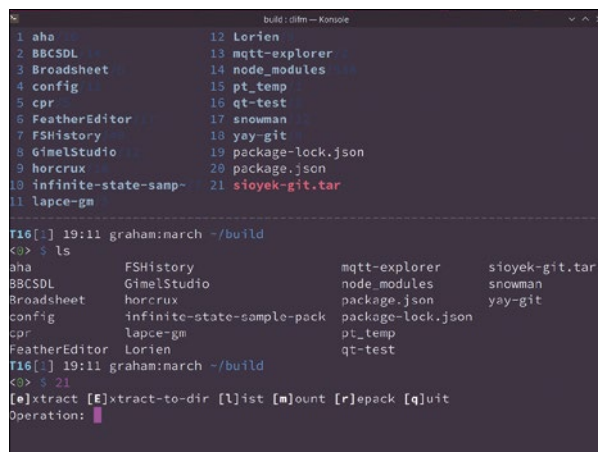 build : clifm — Konsole
1 aha 12 Lorien
2 BBCSDL 13 mqtt-explorer
3 Broadsheet 14 node_modules
4 config 15 pt_temp
5 cpr 16 qt-test
6 FeatherEditor 17 snowman
7 FSHistory 18 yay-git
8 GimelStudio 19 package-lock.json
9 horcrux 20 package.json
10 infinite-state-samp~ 21 sioyek-git.tar
11 lapce-gm
T16[1] 19:11 graham:march ~/build
<0> $ ls
aha FSHistory mqtt-explorer sioyek-git.tar
BBCSDL GimelStudio node_modules snowman
Broadsheet horcrux package.json yay-git
config infinite-state-sample-pack package-lock.json
cpr lapce-gm pt_temp
FeatherEditor Lorien qt-test
T16[1] 19:11 graham:march ~/build
<0> $ 21
[e]xtract [E]xtract-to-dir [l]ist [m]ount [r]epack [q]uit
Operation: